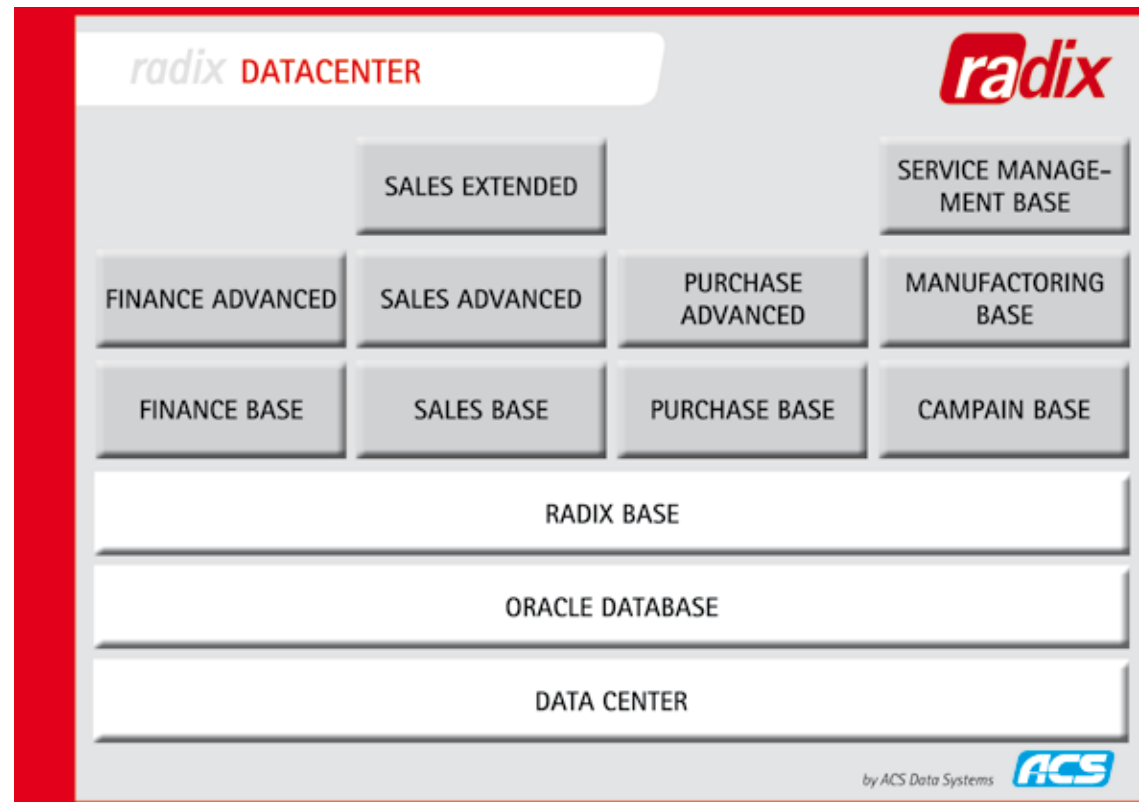 radix DATACENTER
radix
SALES EXTENDED
SERVICE MANAGE-
MENT BASE
FINANCE ADVANCED
SALES ADVANCED
PURCHASE
ADVANCED
MANUFACTORING
BASE
FINANCE BASE
SALES BASE
PURCHASE BASE
CAMPAIN BASE
RADIX BASE
ORACLE DATABASE
DATA CENTER
by ACS Data Systems
ACS